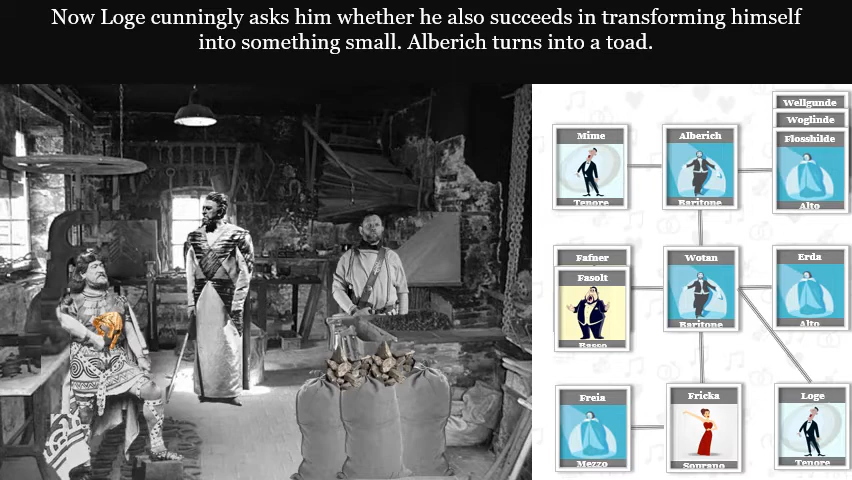 Now Loge cunningly asks him whether he also succeeds in transforming himself
into something small. Alberich turns into a toad.
Wellgunde
Woglinde
Mime
Alberich
Flosshilde
Tenore
Baritone
Alto
Fafner
Wotan
Erda
Fasolt
Baritone
Alto
Basso
Freia
Fricka
Loge
Mezzo
Soprano
Tenore